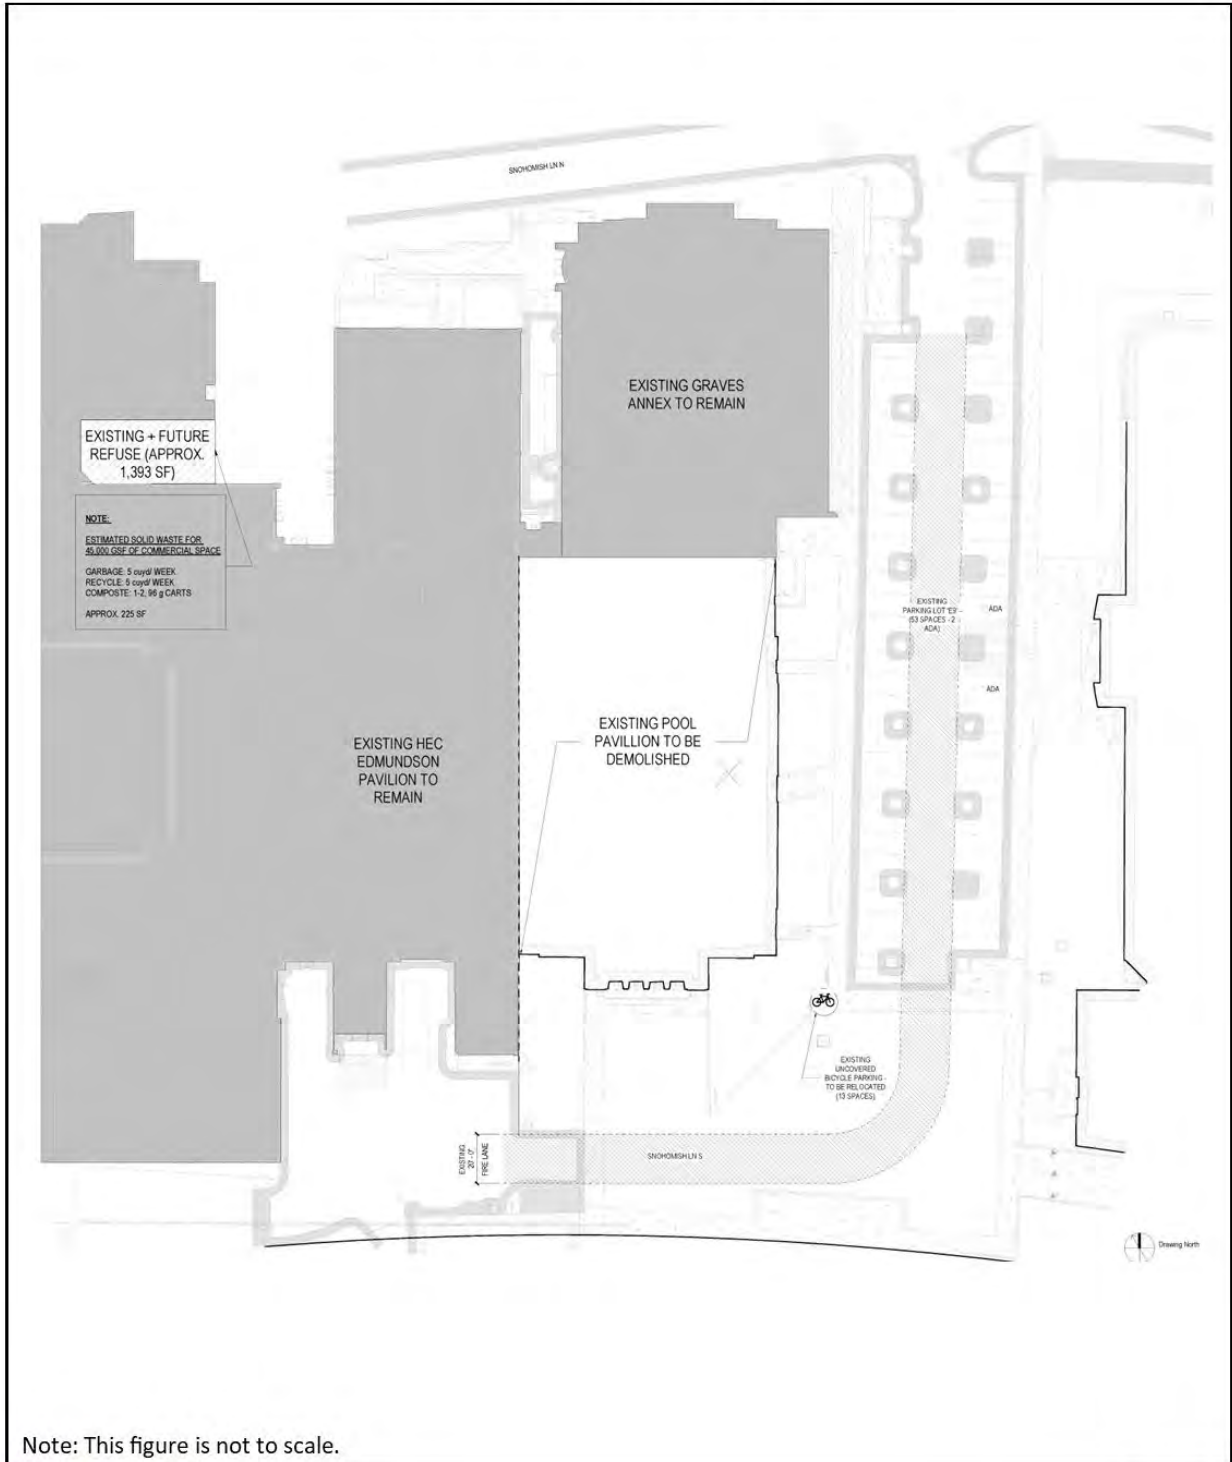 SNOHOMISH LN N
EXISTING GRAVES
ANNEX TO REMAIN
EXISTING + FUTURE
REFUSE (APPROX.
1,393 SF)
NOTE:
ESTIMATED SOLID WASTE FOR
45,000 GSF OF COMMERCIAL SPACE
GARBAGE: 5 cuyd/ WEEK
RECYCLE: 5 cuyd/ WEEK
COMPOSTE: 1-2, 96 g CARTS
APPROX. 225 SF
EXISTING
PARKING LOT 'E9' -
(53 SPACES - 2
ADA)
ADA
ADA
EXISTING HEC
EDMUNDSON
PAVILION TO
REMAIN
EXISTING POOL
PAVILLION TO BE
DEMOLISHED
EXISTING
UNCOVERED
BICYCLE PARKING -
TO BE RELOCATED
(13 SPACES)
EXISTING
20' - 0"
FIRE LANE
SNOHOMISH LN S
Drawing North
Note: This figure is not to scale.